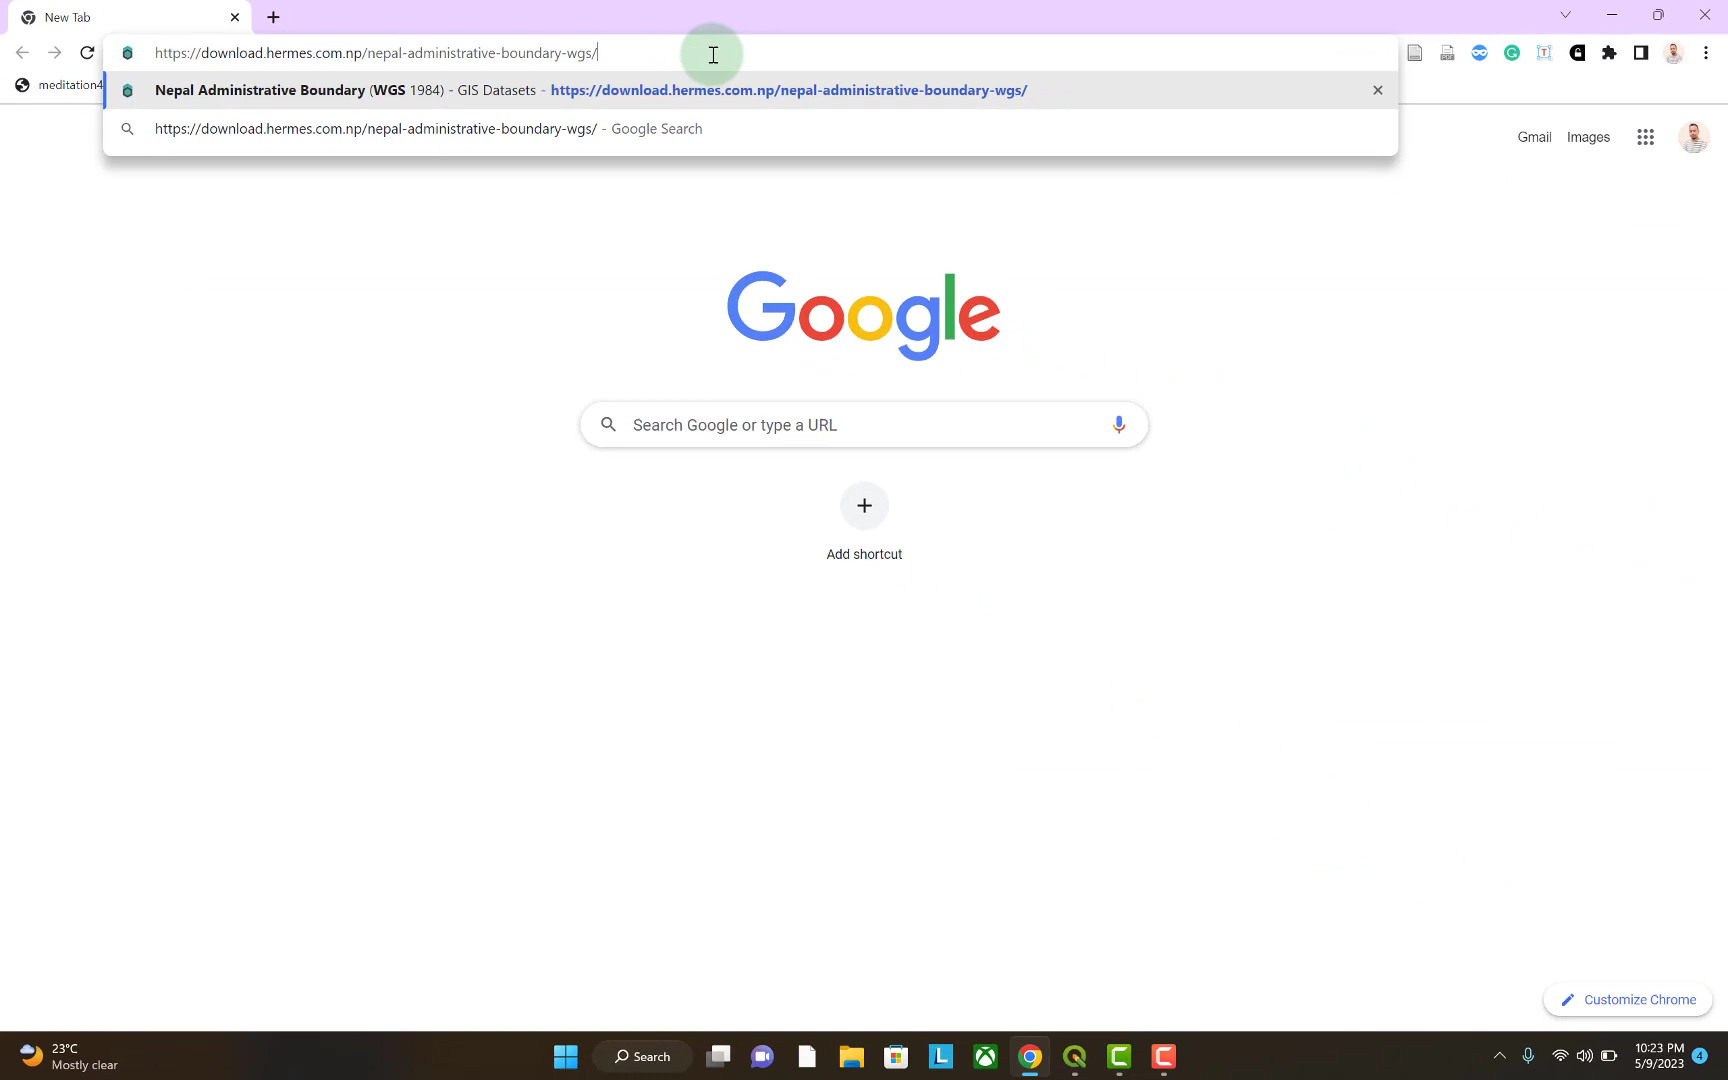 New Tab
https://download.hermes.com.np/nepal-administrative-boundary-wgs/
meditation4
Nepal Administrative Boundary (WGS 1984) - GIS Datasets - https://download.hermes.com.np/nepal-administrative-boundary-wgs/
https://download.hermes.com.np/nepal-administrative-boundary-wgs/ - Google Search
Gmail Images
Google
Search Google or type a URL
Add shortcut
Customize Chrome
23°C
Mostly clear
Search
10:23 PM
5/9/2023
4